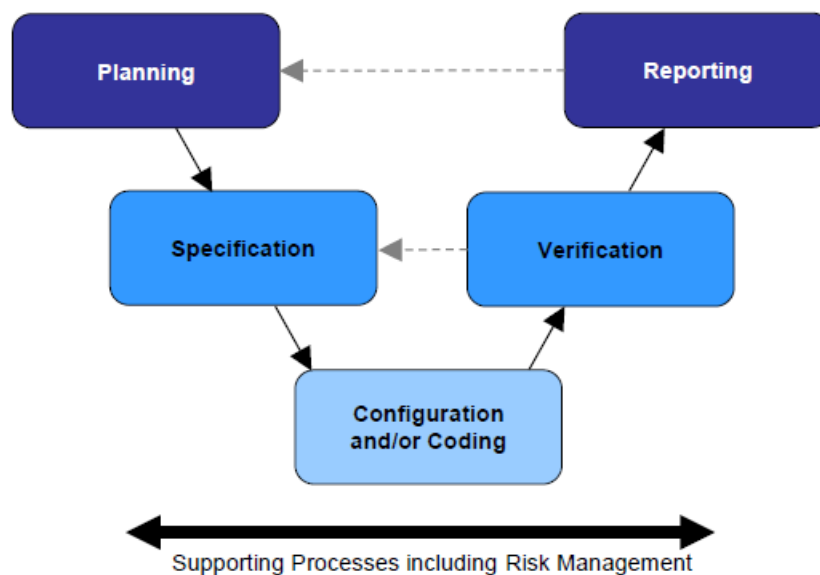 Planning
Reporting
Specification
Verification
Configuration
and/or Coding
Supporting Processes including Risk Management